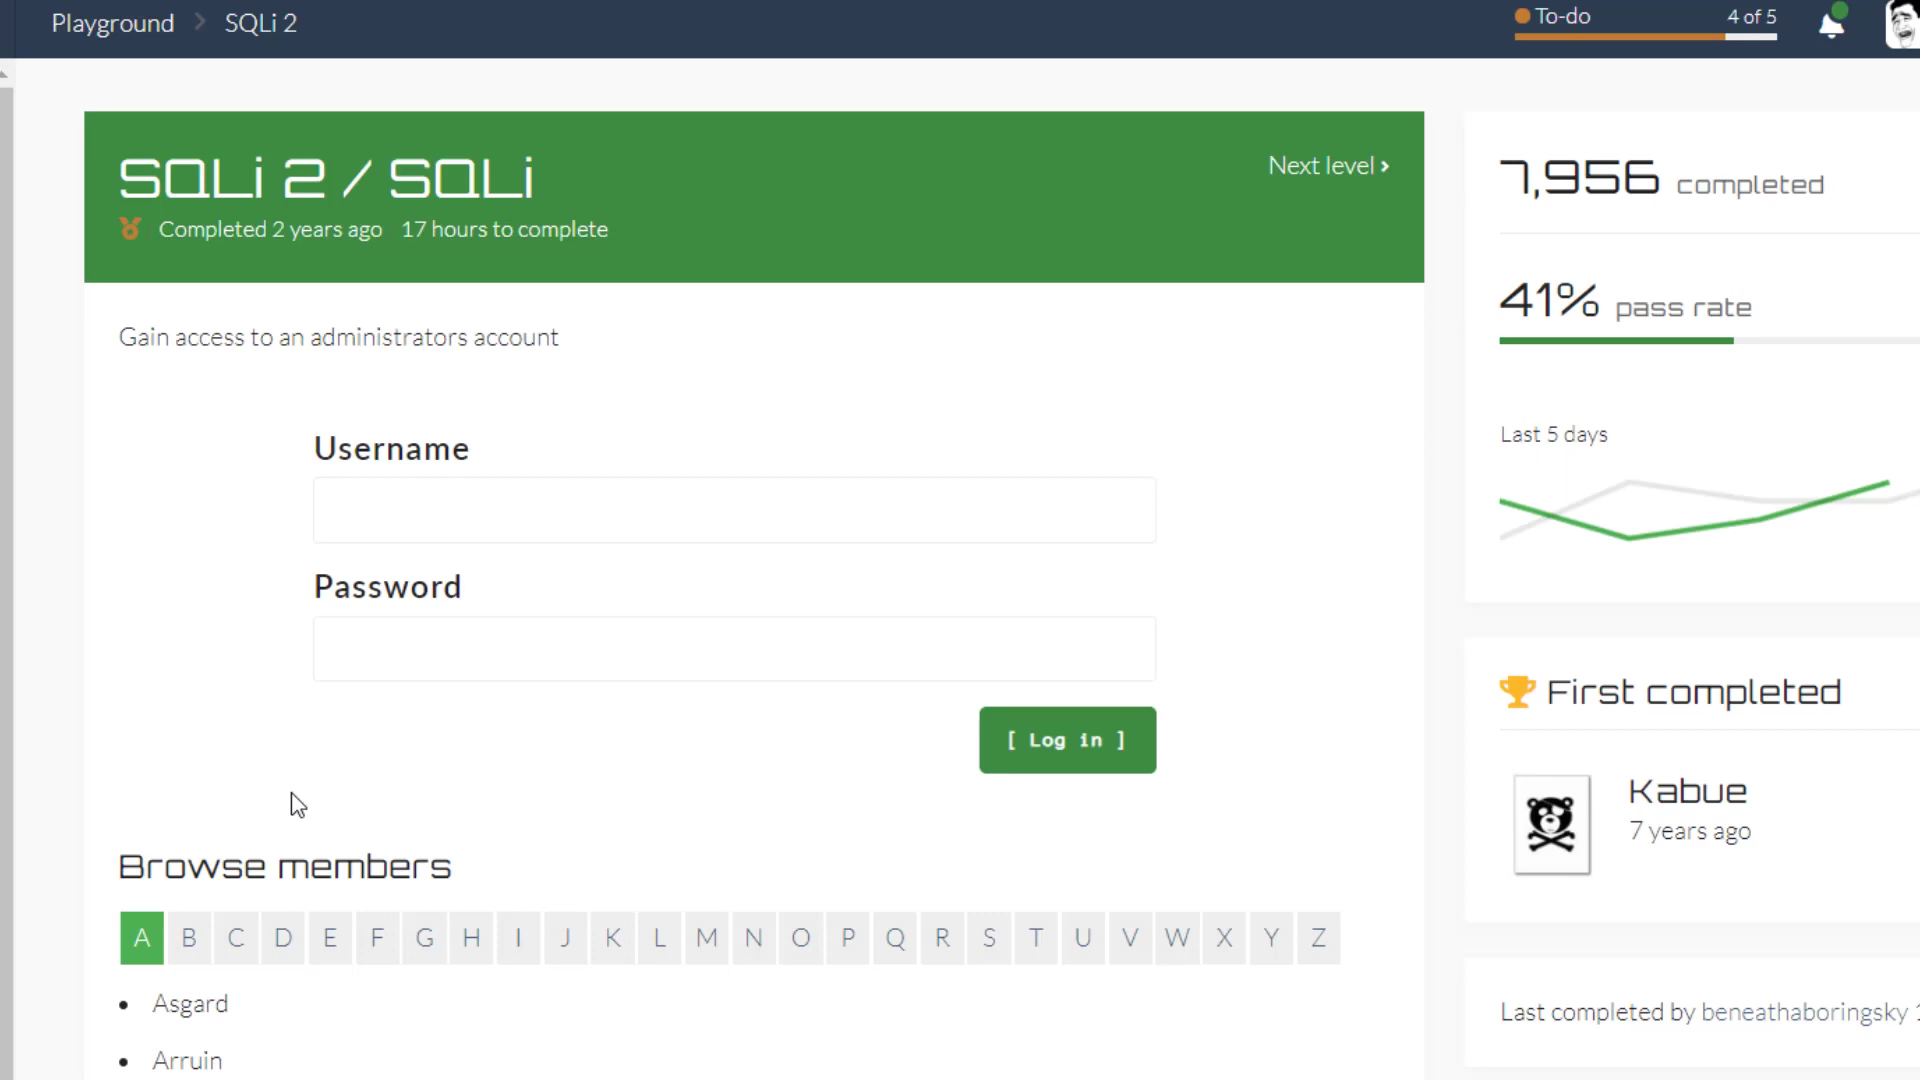 Playground > SQLi 2
To-do 4 of 5
SQLi 2 / SQLi
Next level ›
Completed 2 years ago 17 hours to complete
Gain access to an administrators account
Username
Password
[ Log in ]
Browse members
A B C D E F G H I J K L M N O P Q R S T U V W X Y Z
Asgard
Arruin
7,956 completed
41% pass rate
Last 5 days
First completed
Kabue
7 years ago
Last completed by beneathaboringsky